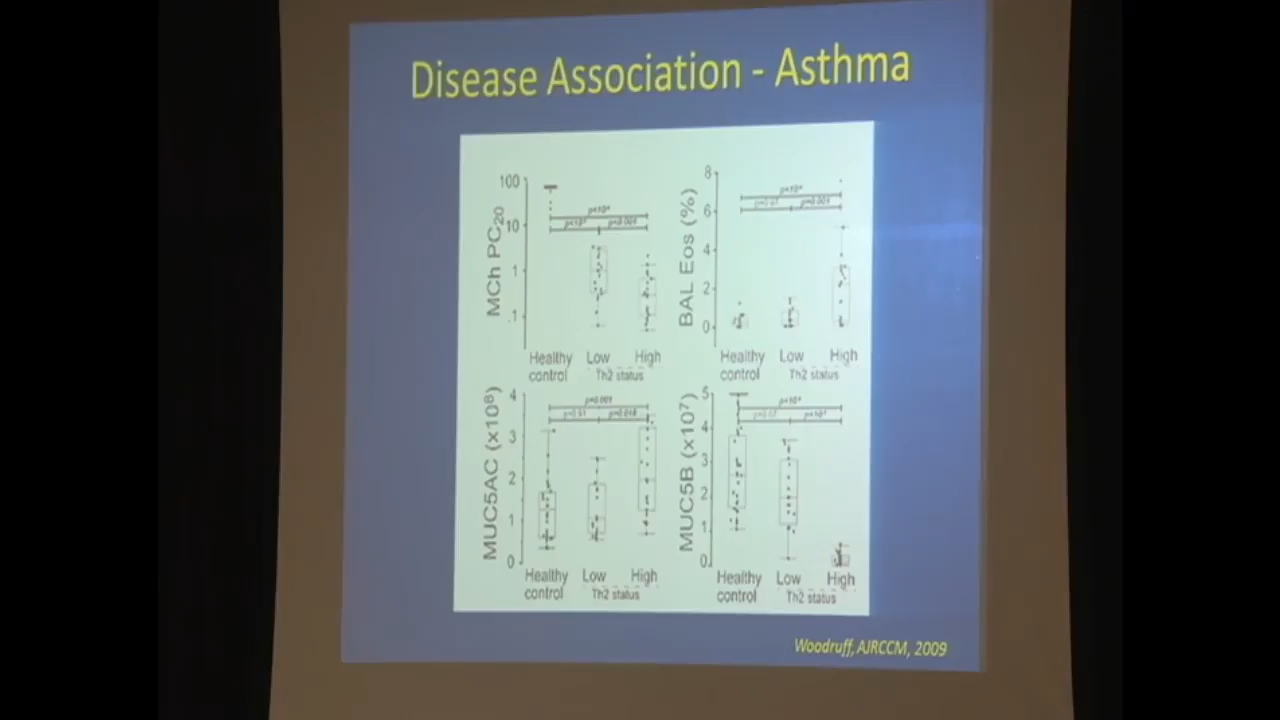 Disease Association - Asthma
MCh PC20
100
10
1
.1
Healthy control
Low
High
Th2 status
BAL Eos (%)
8
6
4
2
0
Healthy control
Low
High
Th2 status
MUC5AC (x10⁸)
4
3
2
1
0
p=0.001
Healthy control
Low
High
Th2 status
MUC5B (x10⁷)
5
4
3
2
1
0
Healthy control
Low
High
Th2 status
Woodruff, AJRCCM, 2009